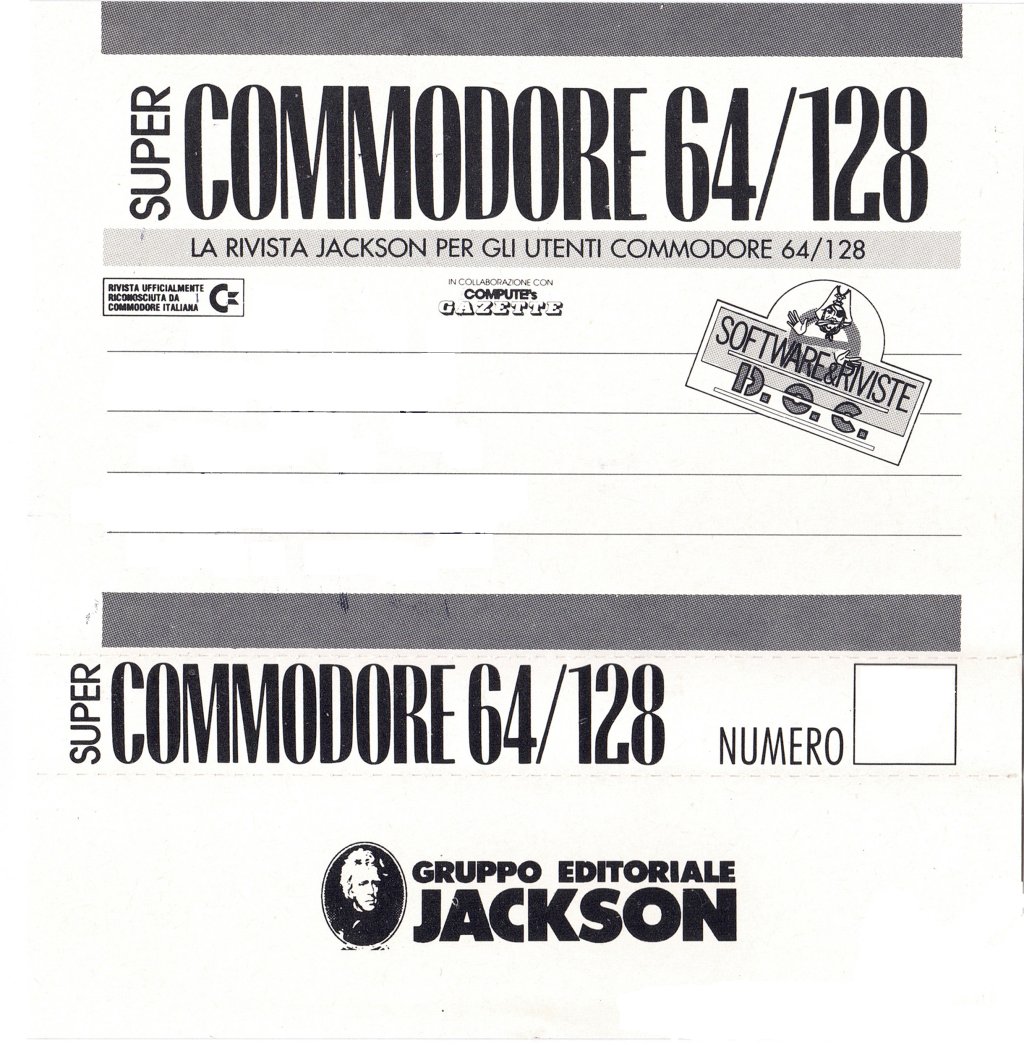 SUPER
COMMODORE 64/128
LA RIVISTA JACKSON PER GLI UTENTI COMMODORE 64/128
RIVISTA UFFICIALMENTE
RICONOSCIUTA DA
COMMODORE ITALIANA
IN COLLABORAZIONE CON
COMPUTE!'s
GAZETTE
SOFTWARE&RIVISTE
D.O.C.
SUPER
COMMODORE 64/128
NUMERO
GRUPPO EDITORIALE
JACKSON